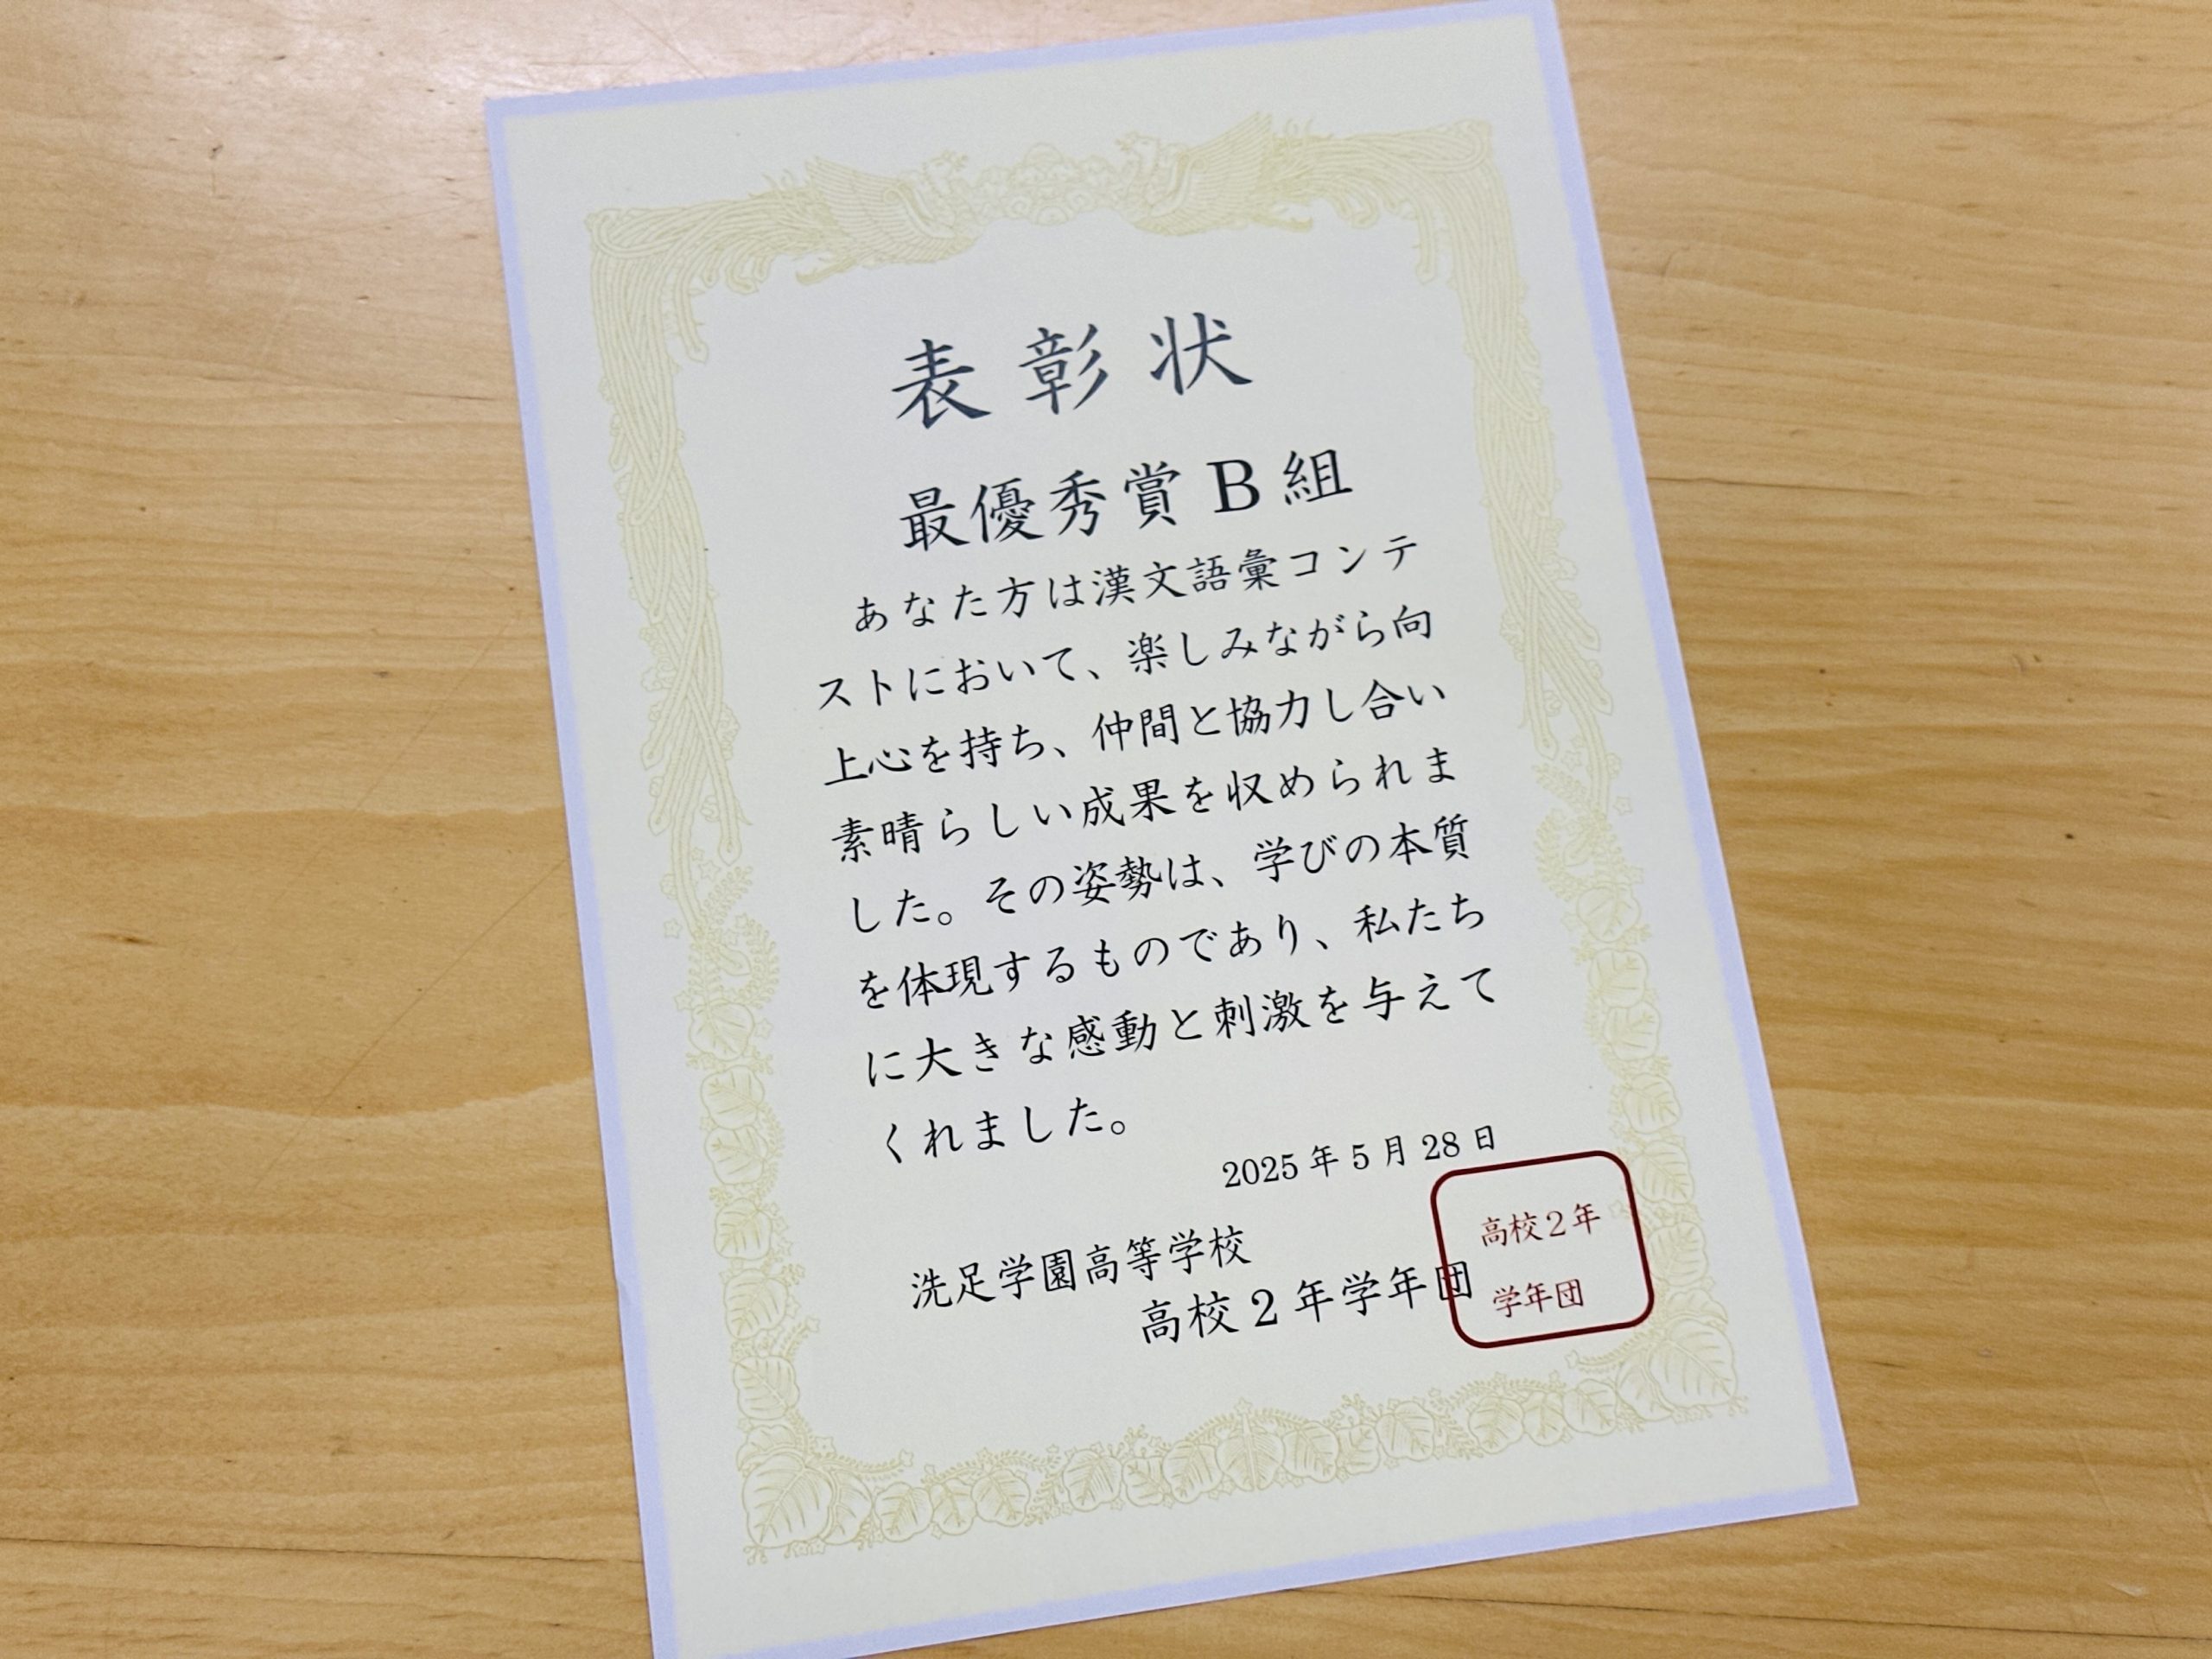 表彰状
最優秀賞B組
あなた方は漢文語彙コンテ
ストにおいて、楽しみながら向
上心を持ち、仲間と協力し合い
素晴らしい成果を収められま
した。その姿勢は、学びの本質
を体現するものであり、私たち
に大きな感動と刺激を与えて
くれました。
2025年5月28日
洗足学園高等学校
高校2年学年団
高校2年
学年団